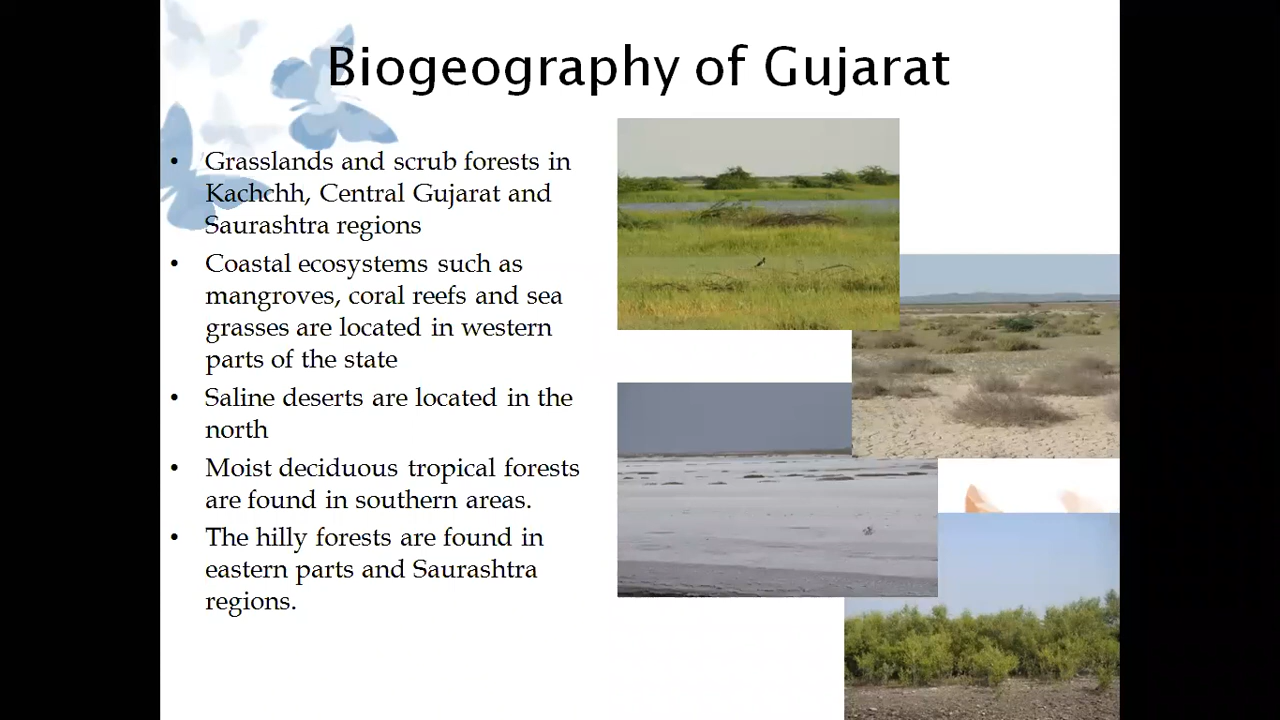 Biogeography of Gujarat
• Grasslands and scrub forests in
Kachchh, Central Gujarat and
Saurashtra regions
• Coastal ecosystems such as
mangroves, coral reefs and sea
grasses are located in western
parts of the state
• Saline deserts are located in the
north
• Moist deciduous tropical forests
are found in southern areas.
• The hilly forests are found in
eastern parts and Saurashtra
regions.